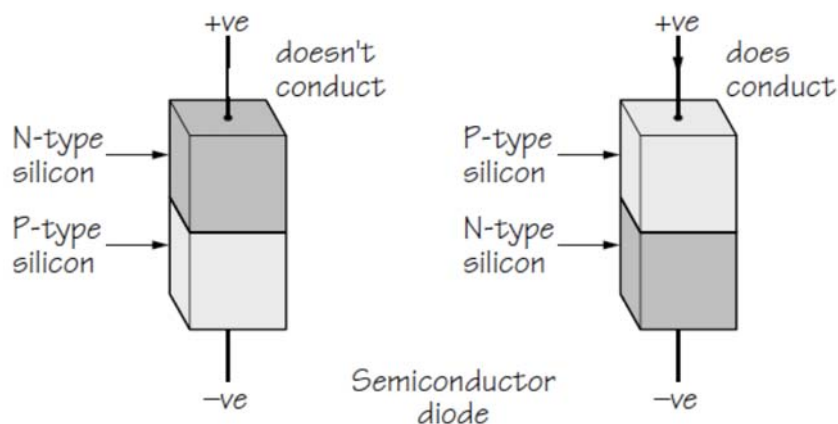 +ve
doesn't
conduct
N-type
silicon
P-type
silicon
–ve
+ve
does
conduct
P-type
silicon
N-type
silicon
–ve
Semiconductor
diode